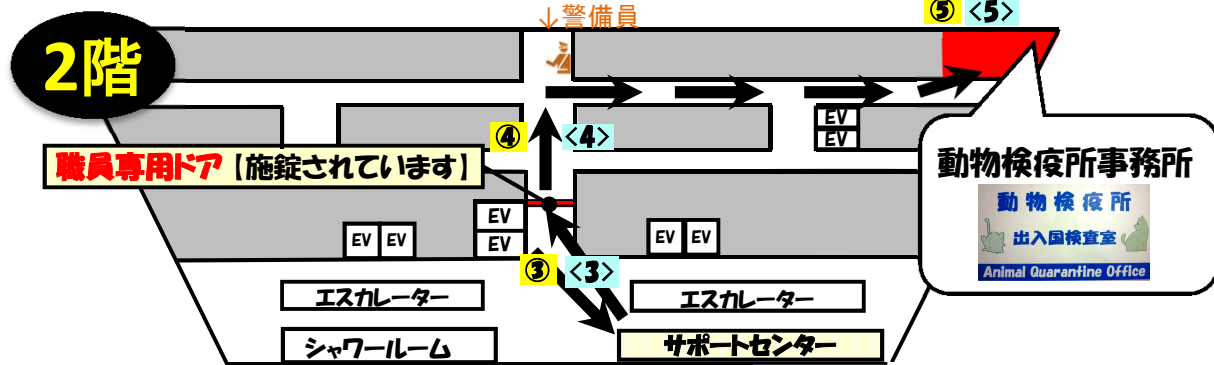 2階
↓警備員
⑤ <5>
④ <4>
EV
EV
職員専用ドア【施錠されています】
動物検疫所事務所
動物検疫所
出入国検査室
Animal Quarantine Office
EV EV
EV
EV
EV EV
③ <3>
エスカレーター
エスカレーター
シャワールーム
サポートセンター